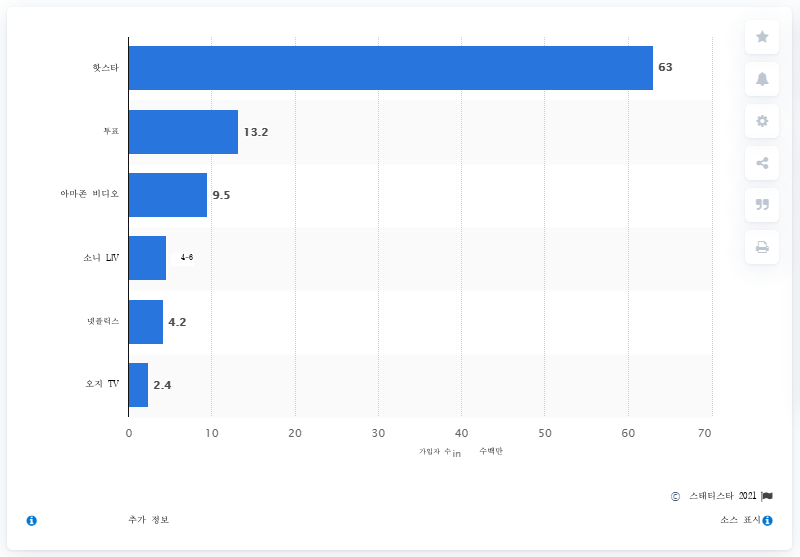 핫스타
63
투표
13.2
아마존 비디오
9.5
소니 LIV
4-6
넷플릭스
4.2
오지 TV
2.4
0 10 20 30 40 50 60 70
가입자 수 in 수백만
© 스태티스타 2021
추가 정보
소스 표시